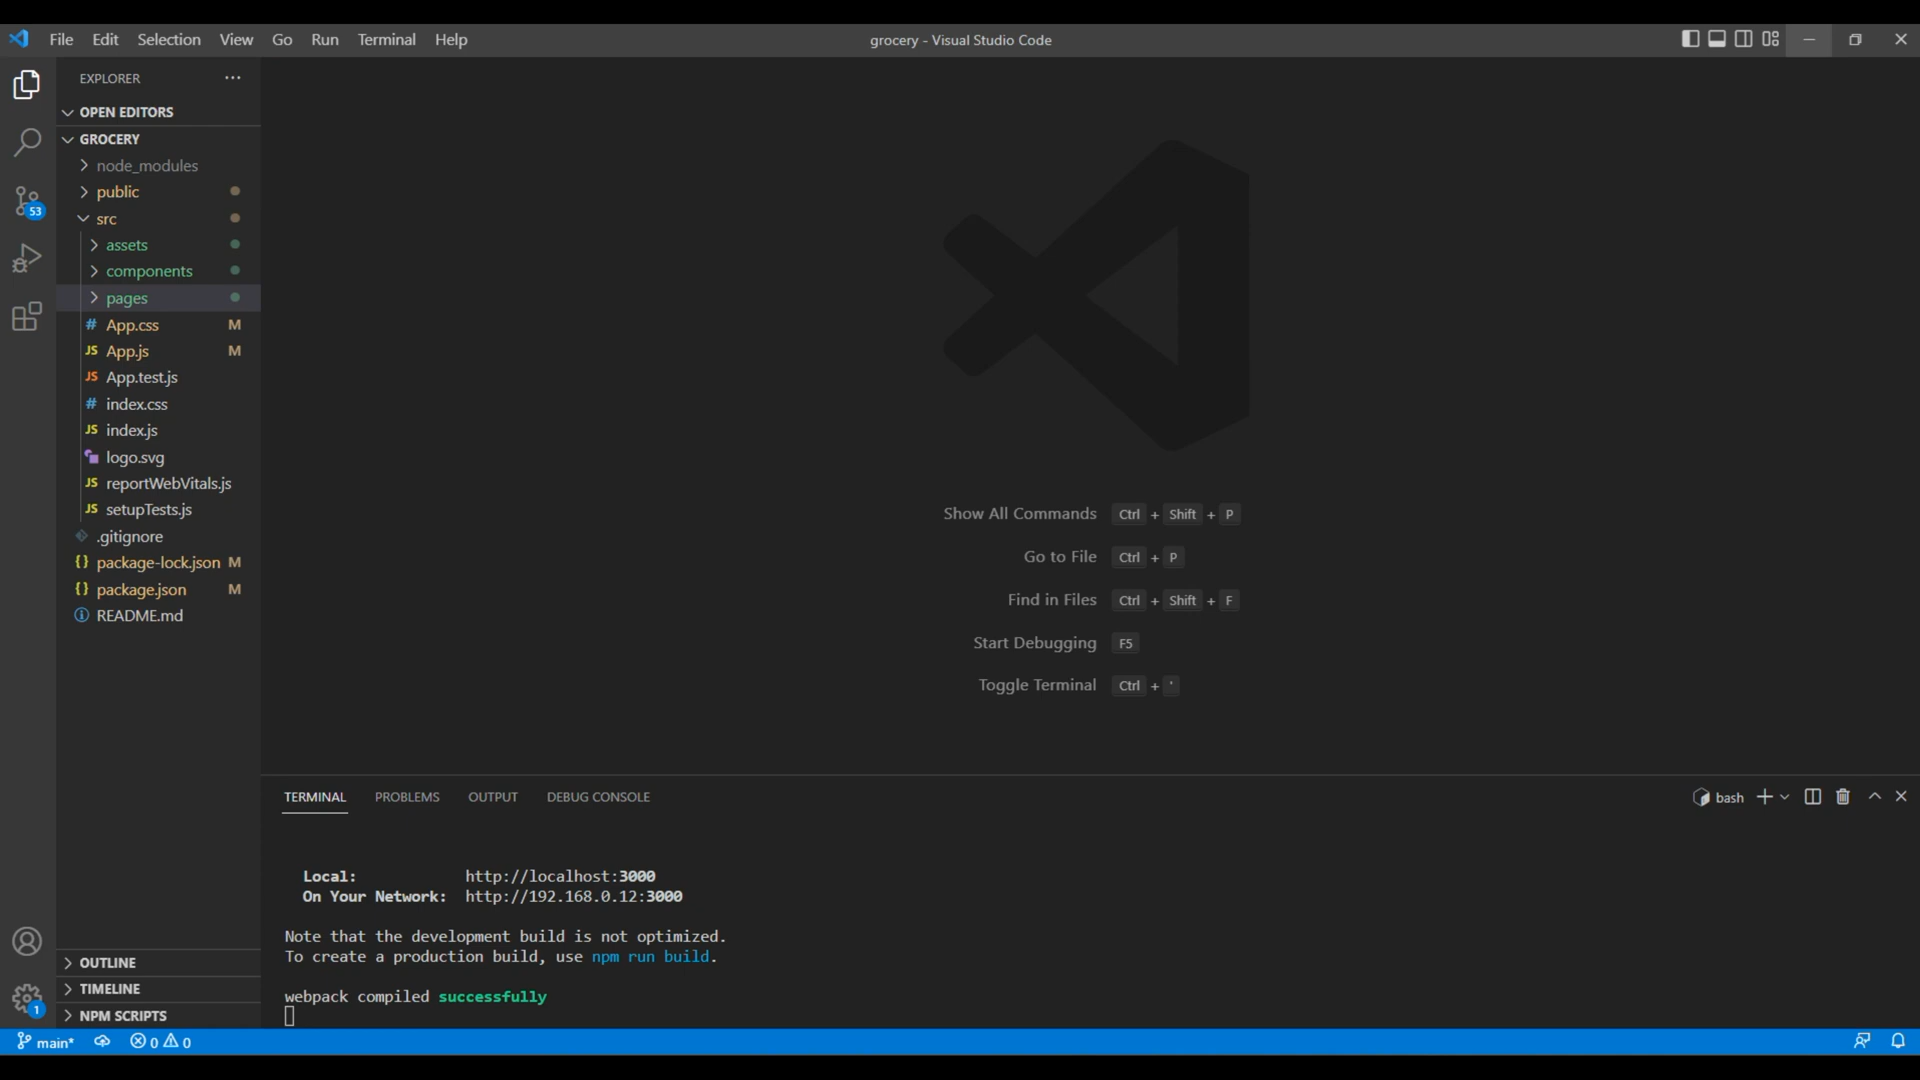 File Edit Selection View Go Run Terminal Help
grocery - Visual Studio Code
EXPLORER
OPEN EDITORS
GROCERY
node_modules
public
src
assets
components
pages
App.css M
App.js M
App.test.js
index.css
index.js
logo.svg
reportWebVitals.js
setupTests.js
.gitignore
package-lock.json M
package.json M
README.md
OUTLINE
TIMELINE
NPM SCRIPTS
53
1
Show All Commands Ctrl + Shift + P
Go to File Ctrl + P
Find in Files Ctrl + Shift + F
Start Debugging F5
Toggle Terminal Ctrl + '
TERMINAL PROBLEMS OUTPUT DEBUG CONSOLE
bash
Local: http://localhost:3000
On Your Network: http://192.168.0.12:3000
Note that the development build is not optimized.
To create a production build, use npm run build.
webpack compiled successfully
main* 0 0